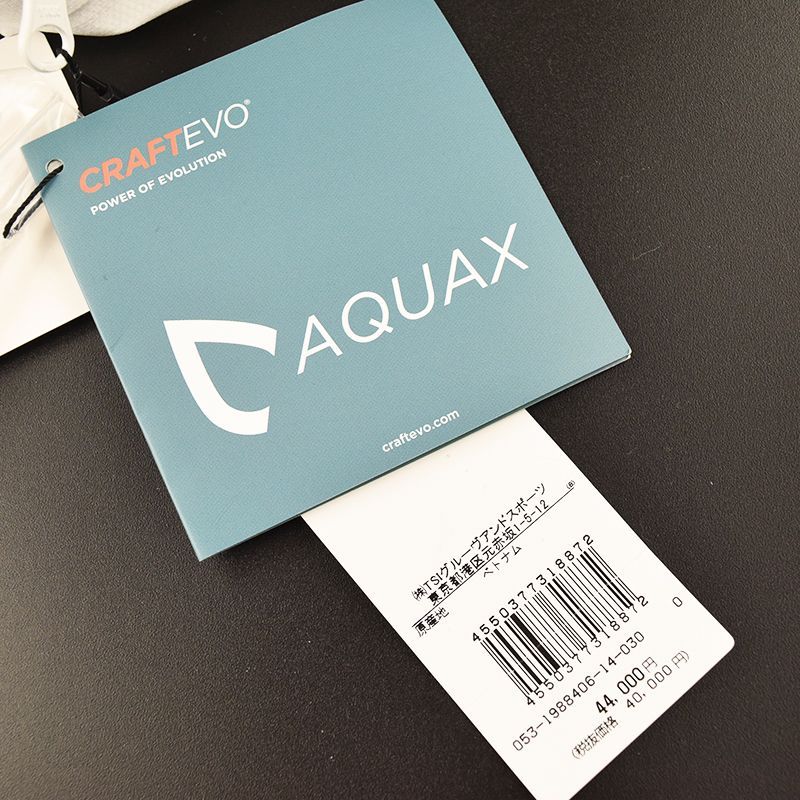 CRAFTEVO®
POWER OF EVOLUTION
AQUAX
craftevo.com
㈱TSIグルーヴアンドスポーツ
東京都港区元赤坂1-5-12
原産地 ベトナム
4550377318872
4550377318872
053-1988406-14-030 0
44,000円
(税抜価格 40,000円)